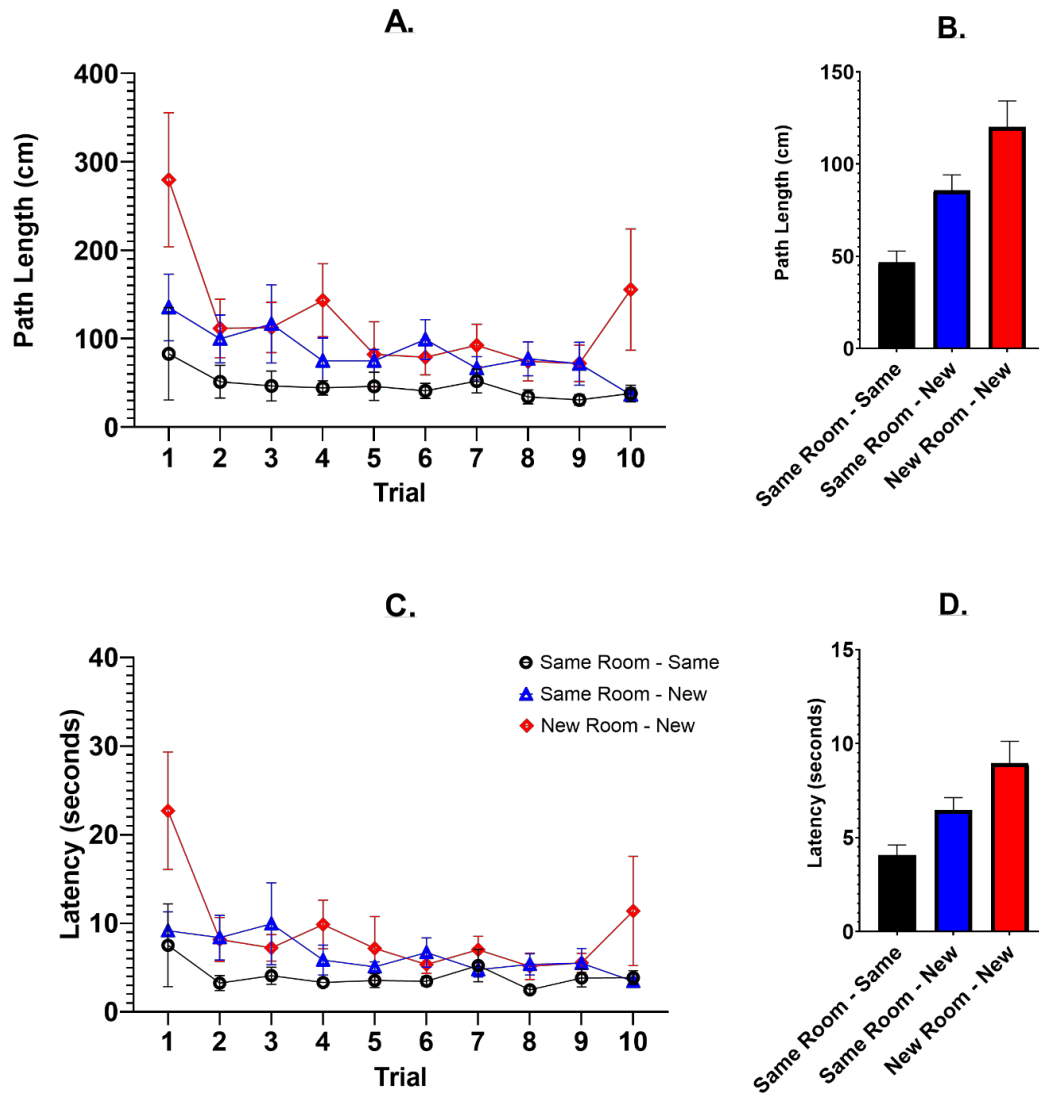 A.
Path Length (cm)
400
300
200
100
0
1 2 3 4 5 6 7 8 9 10
Trial
B.
Path Length (cm)
150
100
50
0
Same Room - Same
Same Room - New
New Room - New
C.
Latency (seconds)
40
30
20
10
0
1 2 3 4 5 6 7 8 9 10
Trial
Same Room - Same
Same Room - New
New Room - New
D.
Latency (seconds)
15
10
5
0
Same Room - Same
Same Room - New
New Room - New